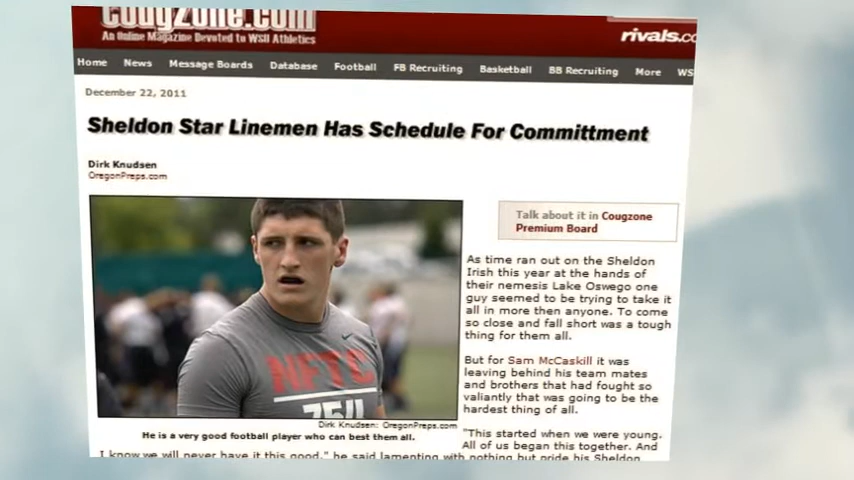 CougZone.com
An Online Magazine Devoted to WSU Athletics
rivals.co
Home News Message Boards Database Football FB Recruiting Basketball BB Recruiting More WS
December 22, 2011
Sheldon Star Linemen Has Schedule For Committment
Dirk Knudsen
OregonPreps.com
NFTC
Dirk Knudsen: OregonPreps.com
He is a very good football player who can best them all.
Talk about it in Cougzone
Premium Board
As time ran out on the Sheldon
Irish this year at the hands of
their nemesis Lake Oswego one
guy seemed to be trying to take it
all in more then anyone. To come
so close and fall short was a tough
thing for them all.
But for Sam McCaskill it was
leaving behind his team mates
and brothers that had fought so
valiantly that was going to be the
hardest thing of all.
"This started when we were young.
All of us began this together. And
I know we will never have it this good," he said lamenting with nothing but pride his Sheldon